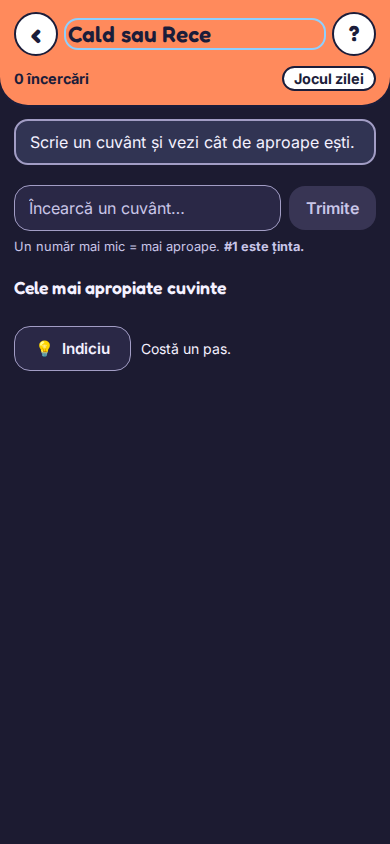 Cald sau Rece
?
0 încercări
Jocul zilei
Scrie un cuvânt și vezi cât de aproape ești.
Încearcă un cuvânt...
Trimite
Un număr mai mic = mai aproape. #1 este ținta.
Cele mai apropiate cuvinte
💡 Indiciu
Costă un pas.